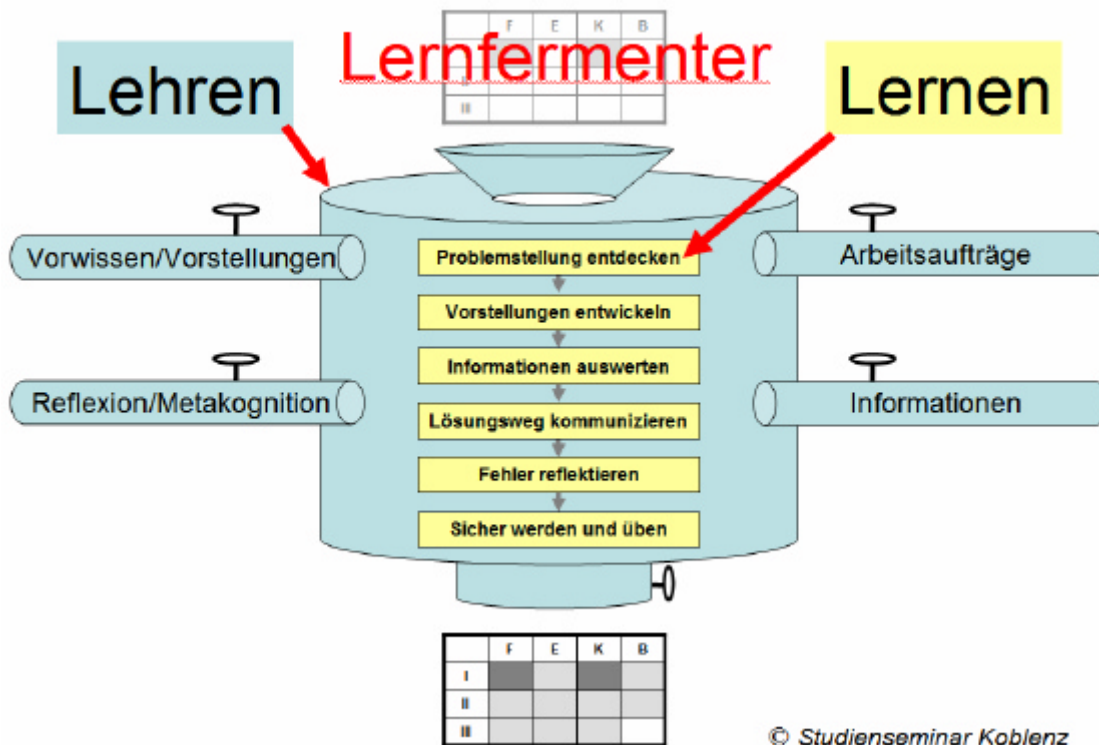 F E K B
Lernfermenter
III
Lehren
Lernen
Vorwissen/Vorstellungen
Arbeitsaufträge
Reflexion/Metakognition
Informationen
Problemstellung entdecken
Vorstellungen entwickeln
Informationen auswerten
Lösungsweg kommunizieren
Fehler reflektieren
Sicher werden und üben
F E K B
I
II
III
© Studienseminar Koblenz